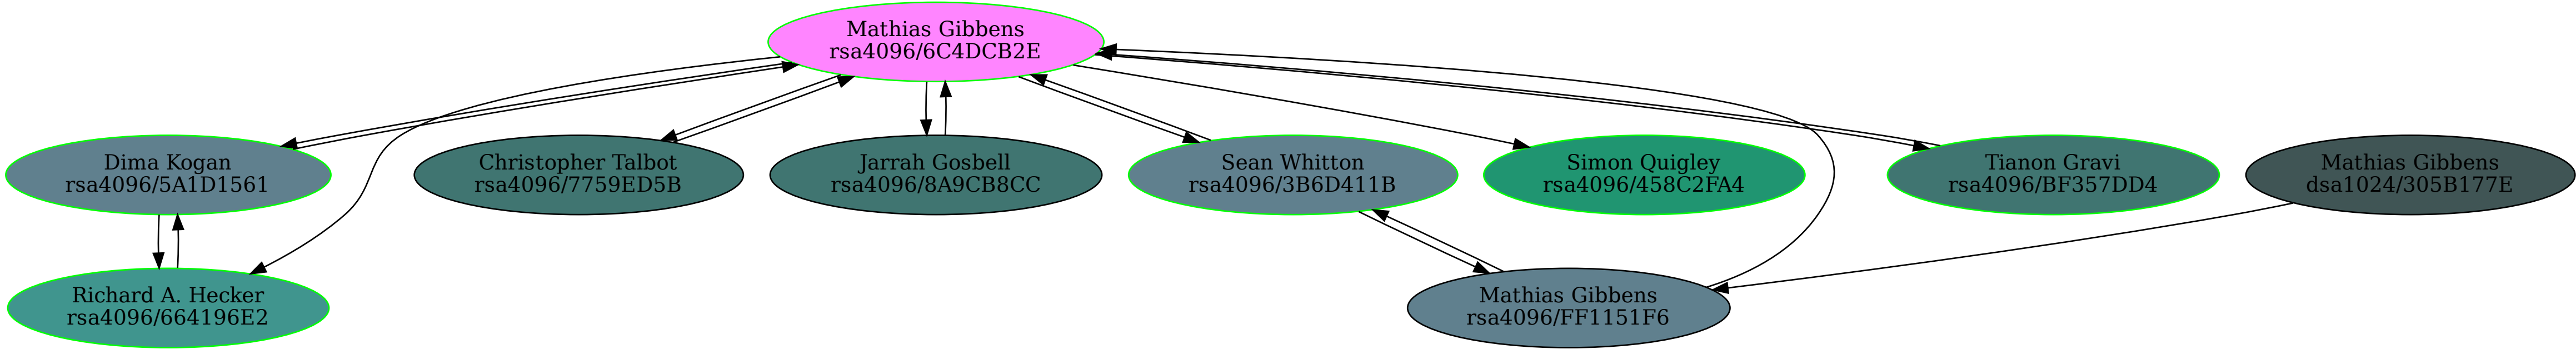 Mathias Gibbens
rsa4096/6C4DCB2E
Dima Kogan
rsa4096/5A1D1561
Christopher Talbot
rsa4096/7759ED5B
Jarrah Gosbell
rsa4096/8A9CB8CC
Sean Whitton
rsa4096/3B6D411B
Simon Quigley
rsa4096/458C2FA4
Tianon Gravi
rsa4096/BF357DD4
Mathias Gibbens
dsa1024/305B177E
Richard A. Hecker
rsa4096/664196E2
Mathias Gibbens
rsa4096/FF1151F6